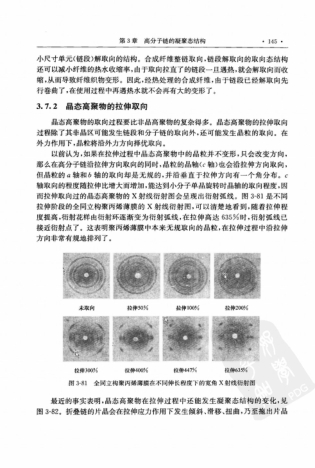 第3章 高分子链的凝聚态结构 · 145 ·
小尺寸单元(链段)解取向的结构。合成纤维整链取向,链段解取向的取向态结构
还可以减小纤维的热水收缩率,由于取向拉直了的链段一旦遇热,就会解取向而收
缩,从而导致纤维织物变形。因此,经热处理的合成纤维,由于链段已经解取向先
行卷曲了,在使用过程中再遇热水就不会再有大的变形了。
3.7.2 晶态高聚物的拉伸取向
晶态高聚物的取向过程要比非晶高聚物的复杂得多。晶态高聚物的拉伸取向
过程除了其非晶区可能发生链段和分子链的取向外,还可能发生晶粒的取向。在
外力作用下,晶粒将沿外力方向择优取向。
以前认为,如果在拉伸过程中晶态高聚物中的晶粒并不变形,只会改变方向,
那么在高分子链沿拉伸方向取向的同时,晶粒的晶轴(c 轴)也会沿拉伸方向取向,
但晶粒的 a 轴和 b 轴的取向却是无规的,并沿垂直于拉伸方向有一个角分布。c
轴取向的程度随拉伸比增大而增加,能达到小分子单晶旋转时晶轴的取向程度,因
而拉伸取向过的晶态高聚物的 X 射线衍射图会呈现出衍射弧线。图 3-81 是不同
拉伸阶段的全同立构聚丙烯薄膜的 X 射线衍射图,可以清楚地看到,随着拉伸程
度提高,衍射花样由衍射环逐渐变为衍射弧线,在拉伸高达 635%时,衍射弧线已
接近衍射点了。这表明聚丙烯薄膜中本来无规取向的晶粒,在拉伸过程中沿拉伸
方向非常有规地排列了。
未取向 拉伸50% 拉伸100% 拉伸200%
拉伸300% 拉伸400% 拉伸447% 拉伸635%
图 3-81 全同立构聚丙烯薄膜在不同伸长程度下的宽角 X 射线衍射图
最近的事实表明,晶态高聚物在拉伸过程中还能发生凝聚态结构的变化,见
图 3-82。折叠链的片晶会在拉伸应力作用下发生倾斜、滑移、扭曲,乃至拖出片晶